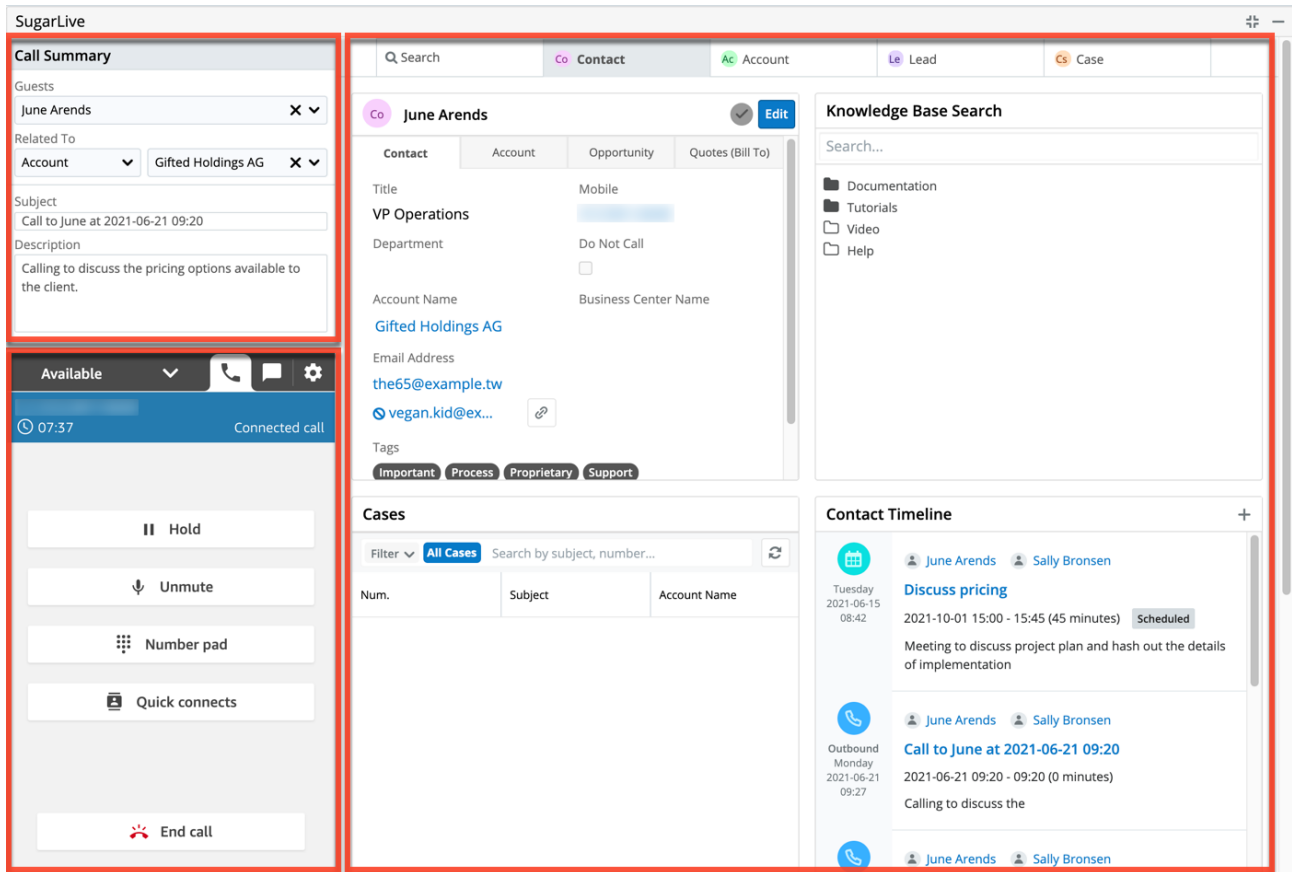 SugarLive
Call Summary
Guests
June Arends
Related To
Account
Gifted Holdings AG
Subject
Call to June at 2021-06-21 09:20
Description
Calling to discuss the pricing options available to
the client.
Available
07:37
Connected call
Hold
Unmute
Number pad
Quick connects
End call
Search
Co Contact
Ac Account
Le Lead
Cs Case
Co June Arends
Edit
Contact
Account
Opportunity
Quotes (Bill To)
Title
Mobile
VP Operations
Department
Do Not Call
Account Name
Business Center Name
Gifted Holdings AG
Email Address
the65@example.tw
vegan.kid@ex...
Tags
Important Process Proprietary Support
Knowledge Base Search
Search...
Documentation
Tutorials
Video
Help
Cases
Filter
All Cases
Search by subject, number...
Num.
Subject
Account Name
Contact Timeline
June Arends
Sally Bronsen
Tuesday
2021-06-15
08:42
Discuss pricing
2021-10-01 15:00 - 15:45 (45 minutes)
Scheduled
Meeting to discuss project plan and hash out the details
of implementation
June Arends
Sally Bronsen
Outbound
Monday
2021-06-21
09:27
Call to June at 2021-06-21 09:20
2021-06-21 09:20 - 09:20 (0 minutes)
Calling to discuss the
June Arends
Sally Bronsen